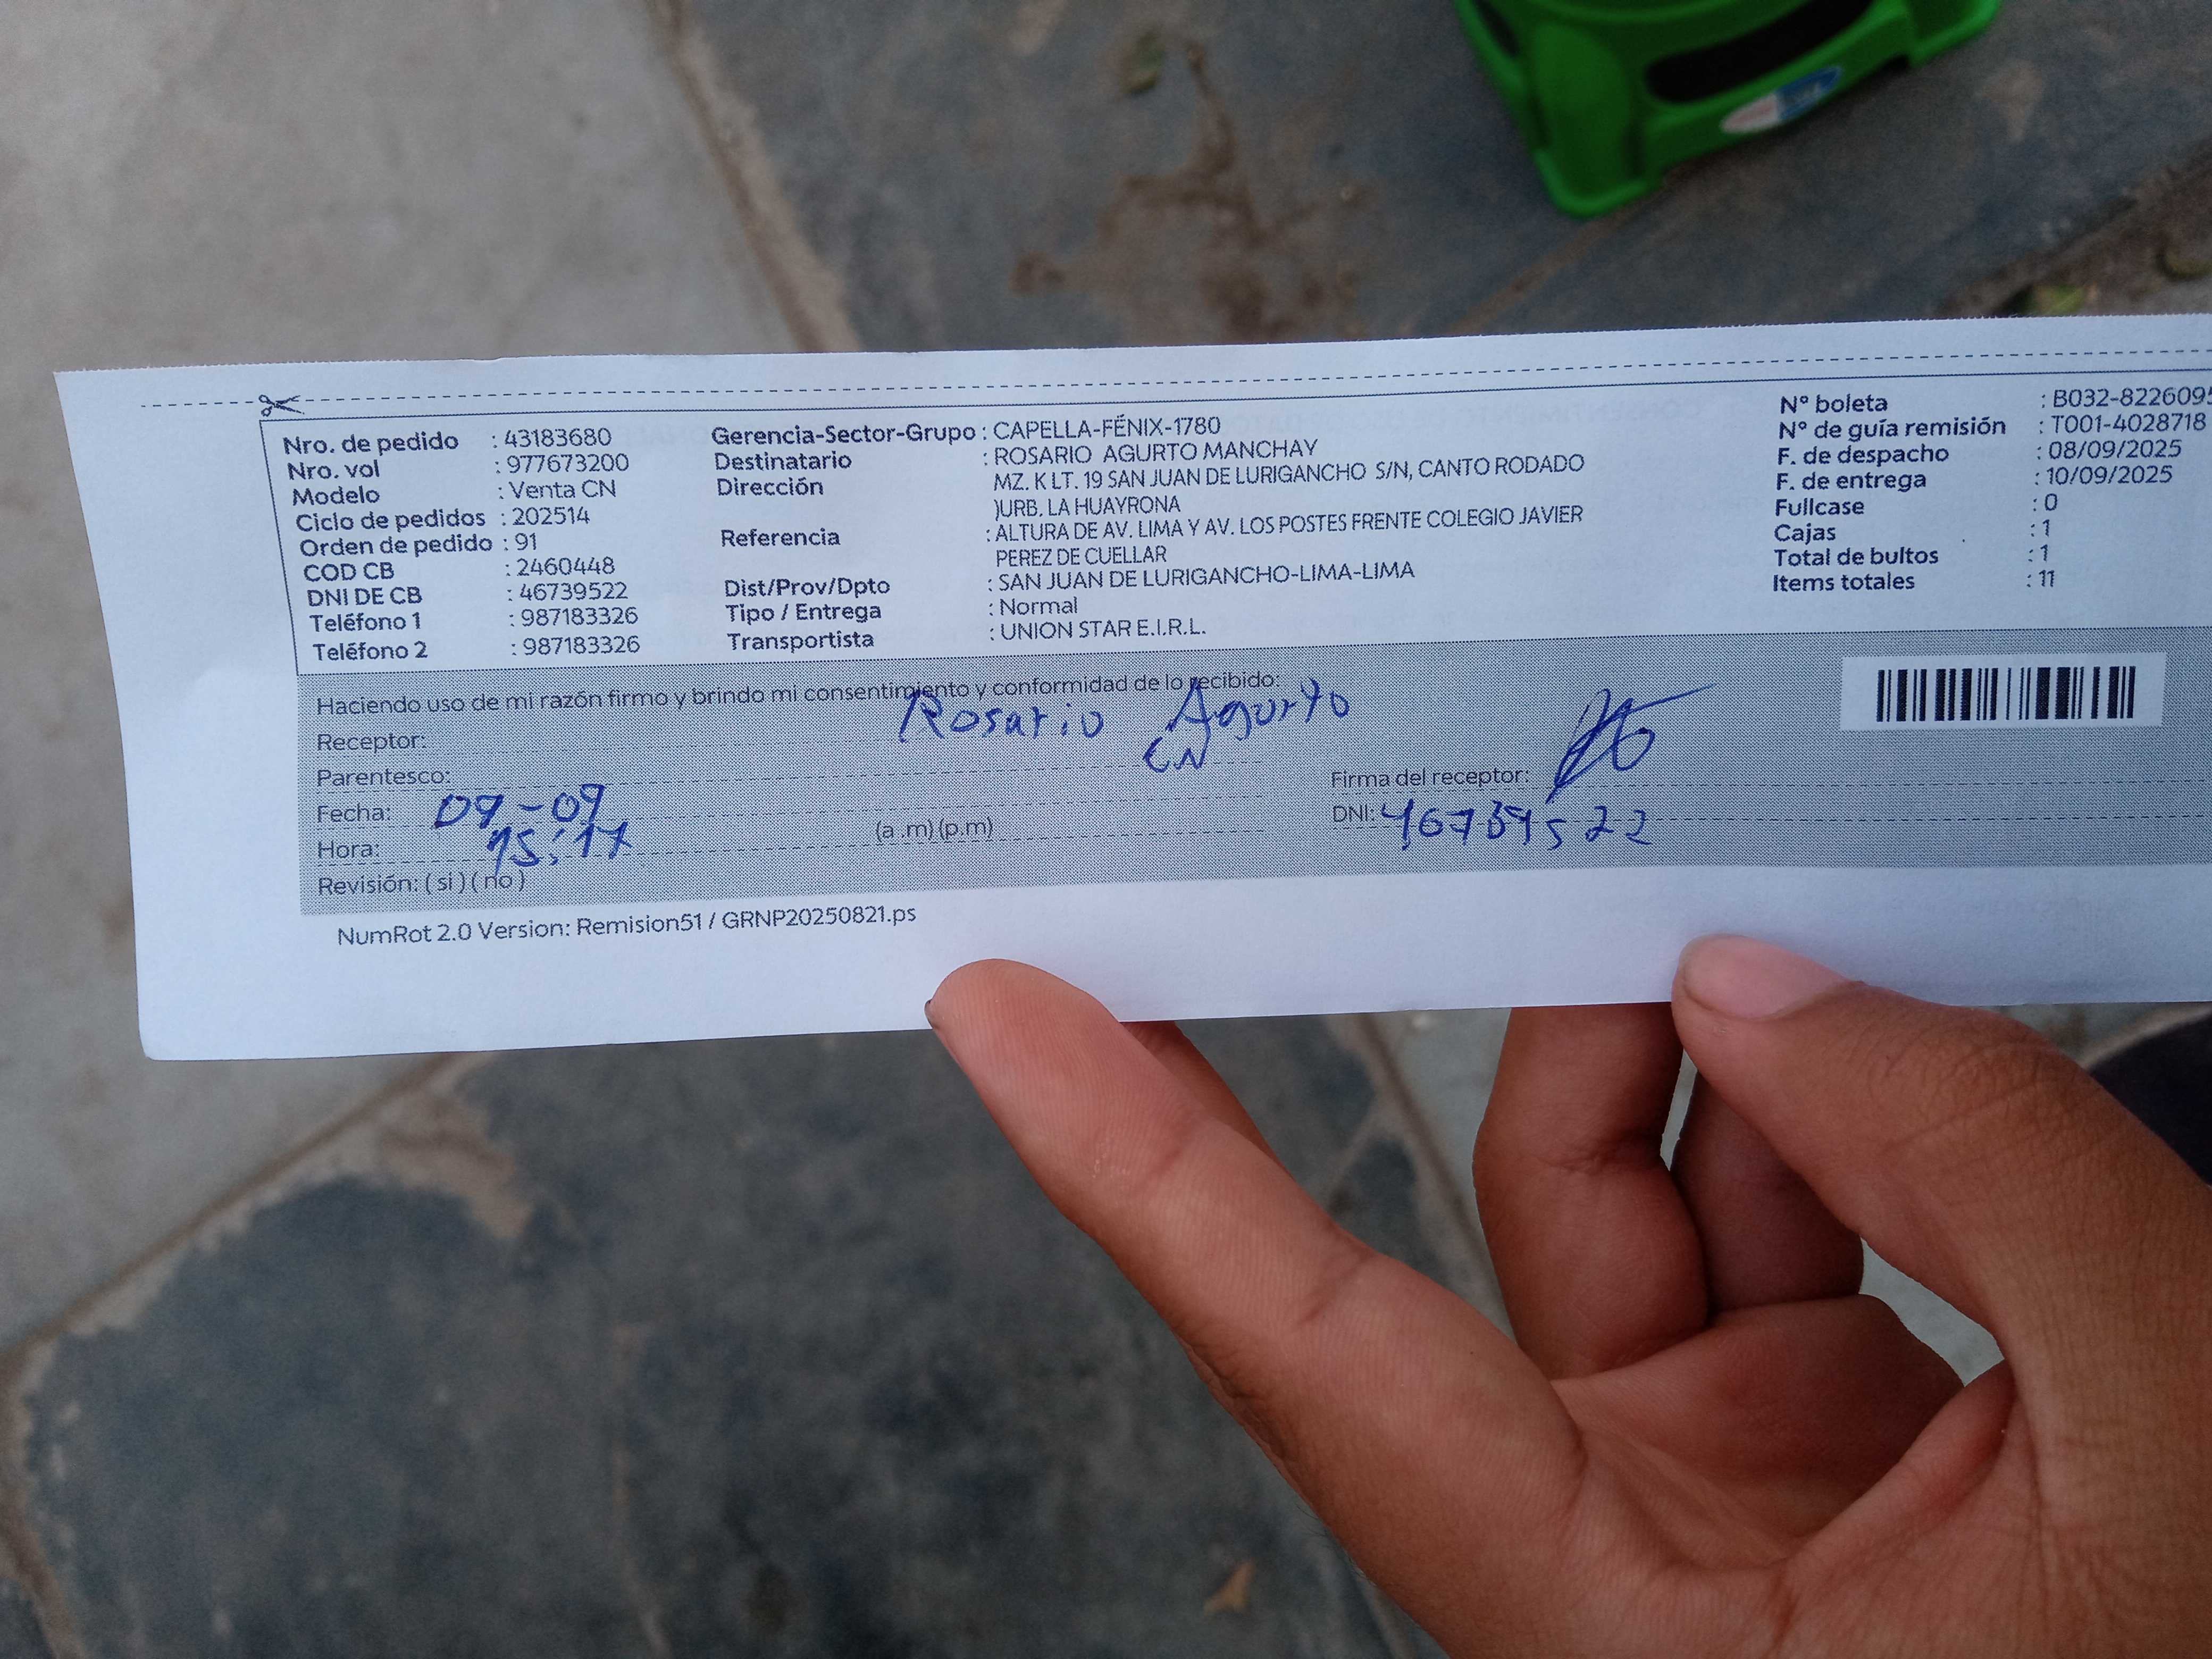 Nro. de pedido : 43183680
Nro. vol : 977673200
Modelo : Venta CN
Ciclo de pedidos : 202514
Orden de pedido : 91
COD CB : 2460448
DNI DE CB : 46739522
Teléfono 1 : 987183326
Teléfono 2 : 987183326
Gerencia-Sector-Grupo : CAPELLA-FÉNIX-1780
Destinatario : ROSARIO AGURTO MANCHAY
Dirección MZ. K LT. 19 SAN JUAN DE LURIGANCHO S/N, CANTO RODADO
)URB. LA HUAYRONA
Referencia : ALTURA DE AV. LIMA Y AV. LOS POSTES FRENTE COLEGIO JAVIER
PEREZ DE CUELLAR
Dist/Prov/Dpto : SAN JUAN DE LURIGANCHO-LIMA-LIMA
Tipo / Entrega : Normal
Transportista : UNION STAR E.I.R.L.
N° boleta : B032-8226095
N° de guía remisión : T001-4028718
F. de despacho : 08/09/2025
F. de entrega : 10/09/2025
Fullcase : 0
Cajas : 1
Total de bultos : 1
Items totales : 11
Haciendo uso de mi razón firmo y brindo mi consentimiento y conformidad de lo recibido:
Receptor: Rosario Agurto
Parentesco: CN
Firma del receptor:
Fecha: 09-09
DNI: 46739522
Hora: 15:17 (a .m) (p.m)
Revisión: ( si ) ( no )
NumRot 2.0 Version: Remision51 / GRNP20250821.ps